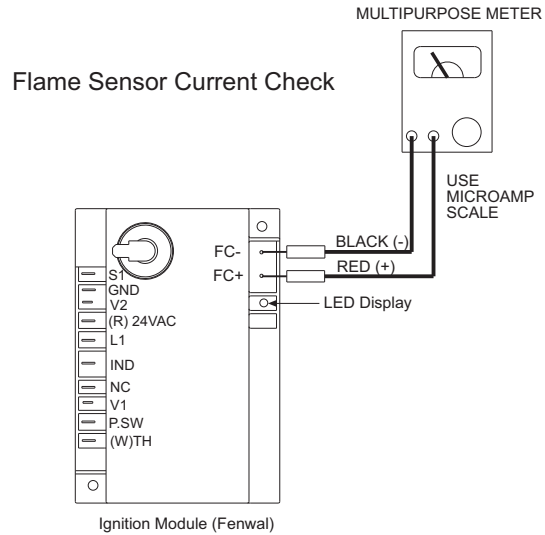 MULTIPURPOSE METER
Flame Sensor Current Check
USE
MICROAMP
SCALE
BLACK (-)
FC-
RED (+)
FC+
LED Display
S1
GND
V2
(R) 24VAC
L1
IND
NC
V1
P.SW
(W)TH
Ignition Module (Fenwal)